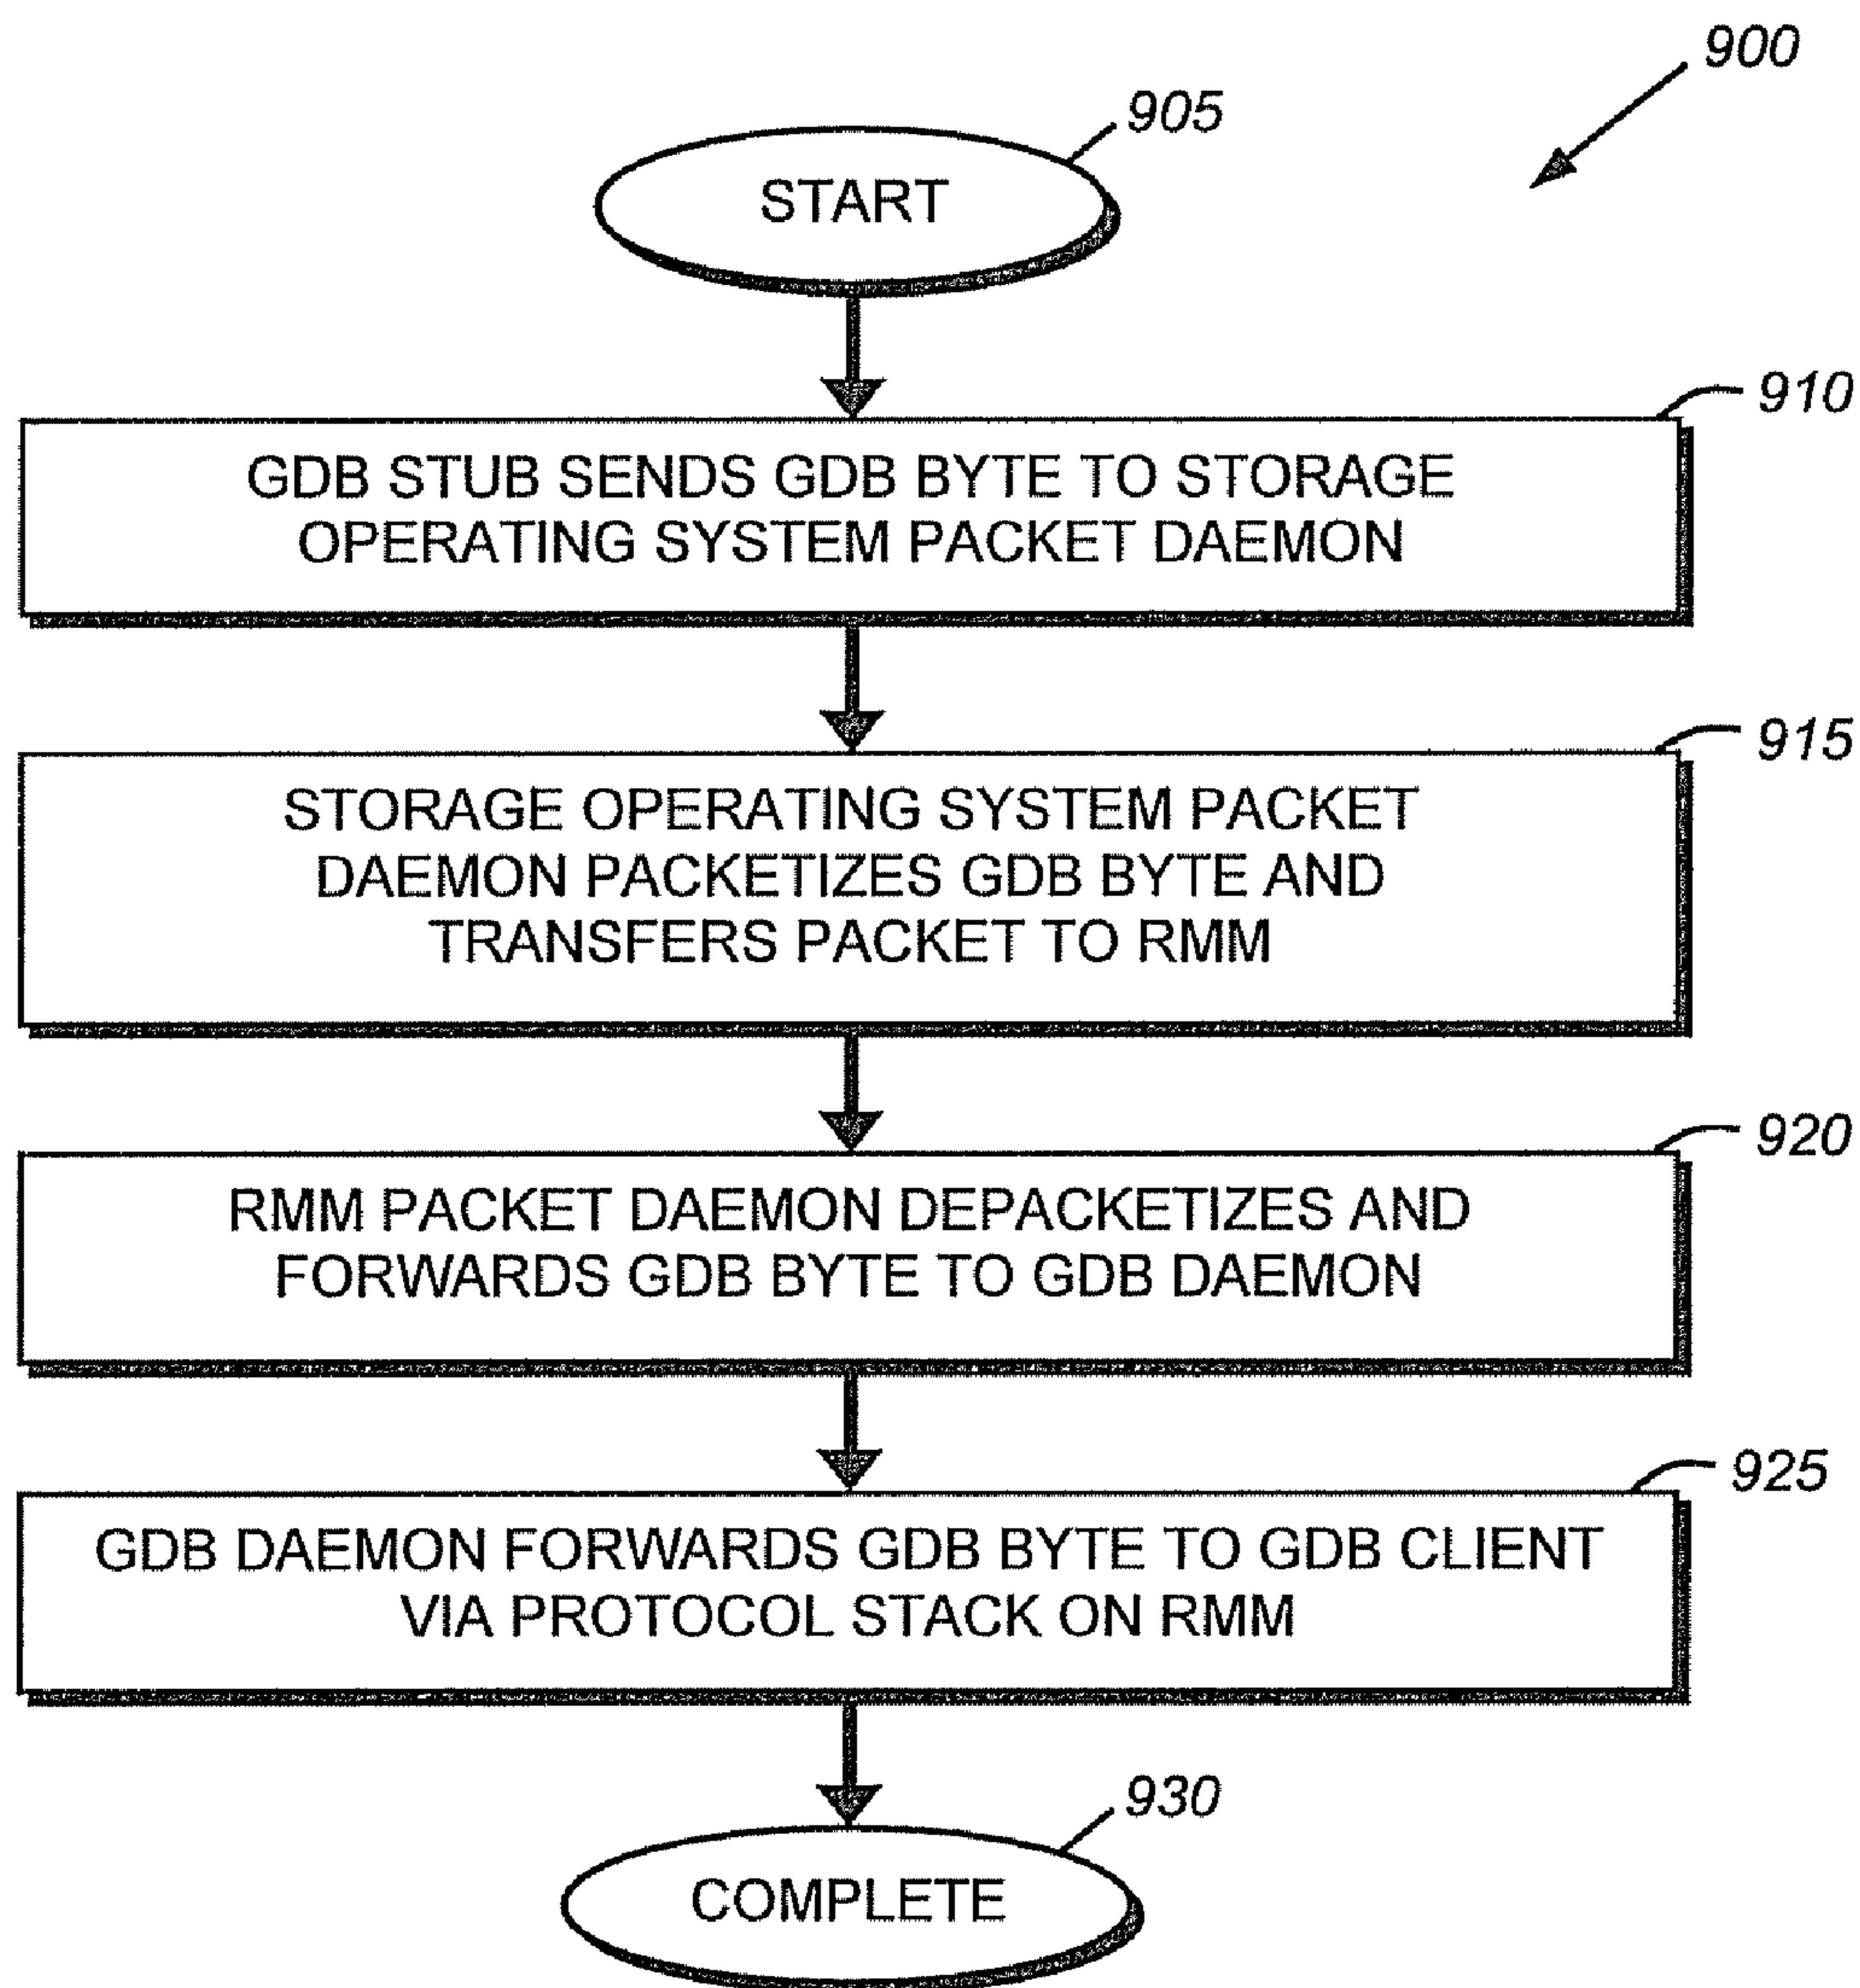 900
905
START
910
GDB STUB SENDS GDB BYTE TO STORAGE
OPERATING SYSTEM PACKET DAEMON
915
STORAGE OPERATING SYSTEM PACKET
DAEMON PACKETIZES GDB BYTE AND
TRANSFERS PACKET TO RMM
920
RMM PACKET DAEMON DEPACKETIZES AND
FORWARDS GDB BYTE TO GDB DAEMON
925
GDB DAEMON FORWARDS GDB BYTE TO GDB CLIENT
VIA PROTOCOL STACK ON RMM
930
COMPLETE